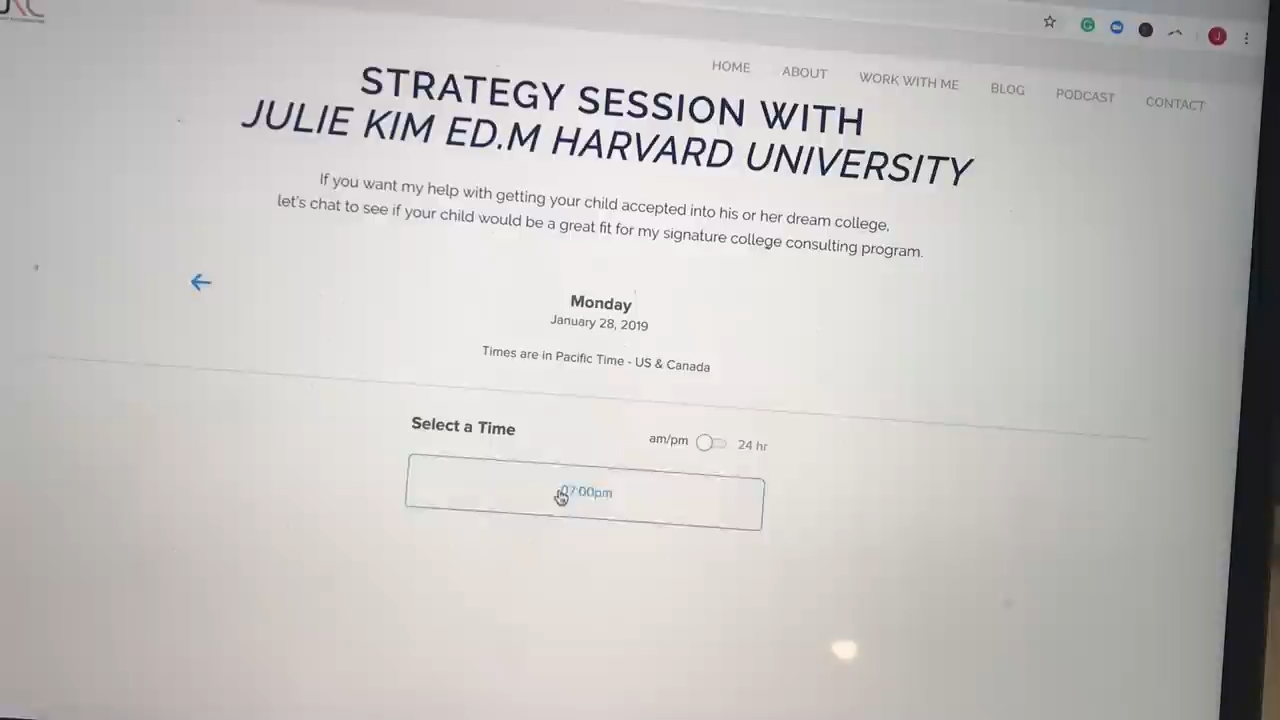 HOME ABOUT WORK WITH ME BLOG PODCAST CONTACT
STRATEGY SESSION WITH
JULIE KIM ED.M HARVARD UNIVERSITY
If you want my help with getting your child accepted into his or her dream college,
let's chat to see if your child would be a great fit for my signature college consulting program.
Monday
January 28, 2019
Times are in Pacific Time - US & Canada
Select a Time
am/pm 24 hr
07:00pm
J